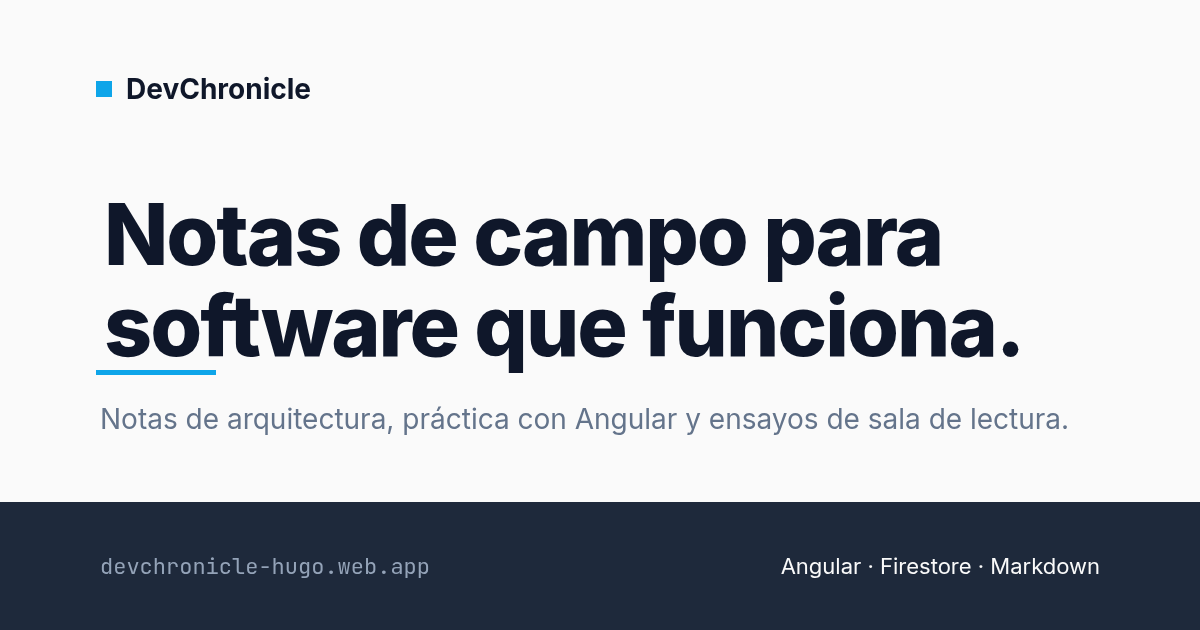 DevChronicle
Notas de campo para
software que funciona.
Notas de arquitectura, práctica con Angular y ensayos de sala de lectura.
devchronicle-hugo.web.app
Angular · Firestore · Markdown